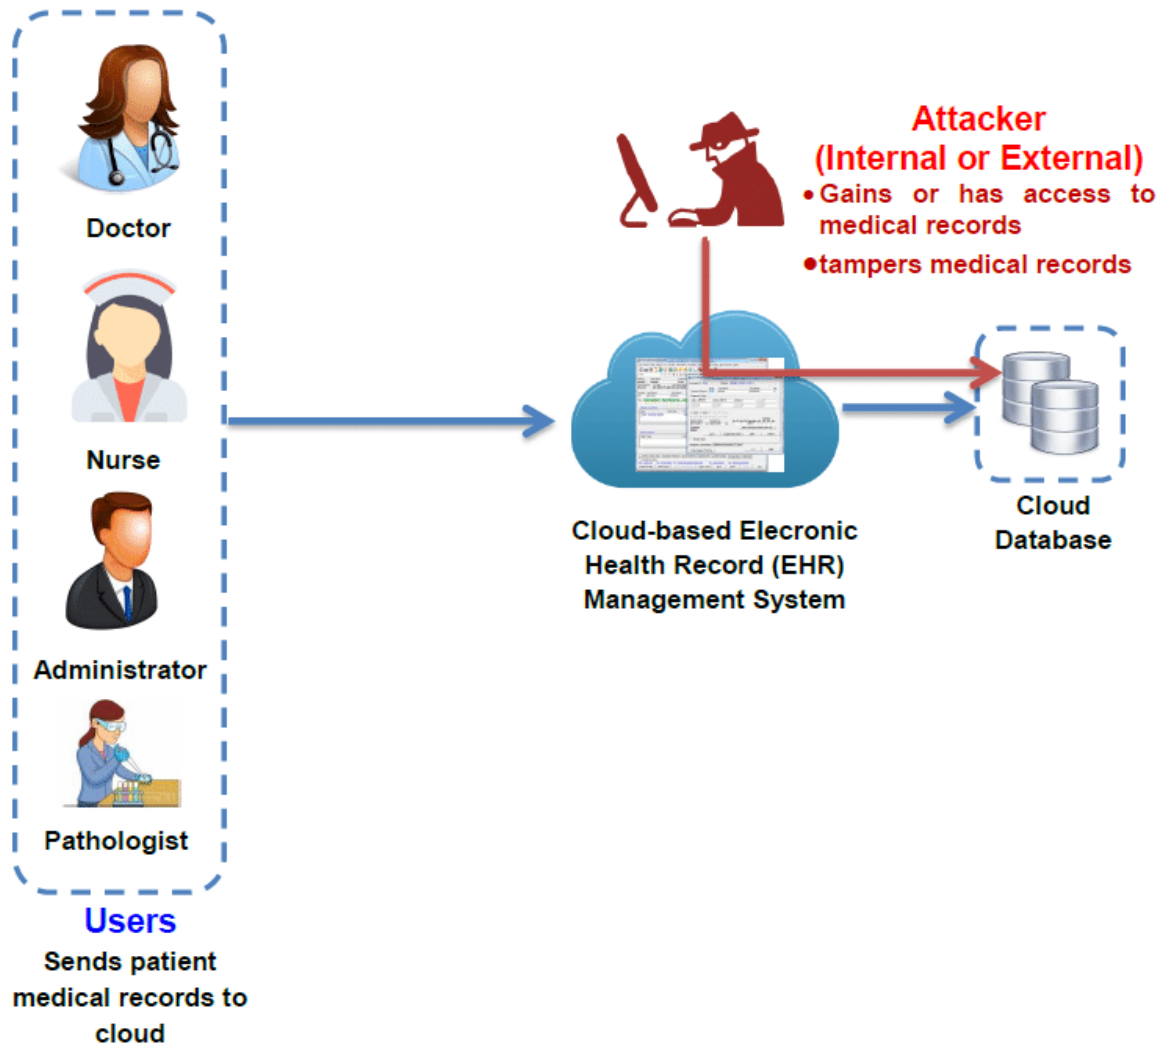 Doctor
Nurse
Administrator
Pathologist
Users
Sends patient
medical records to
cloud
Attacker
(Internal or External)
• Gains or has access to
medical records
•tampers medical records
Cloud-based Elecronic
Health Record (EHR)
Management System
Cloud
Database